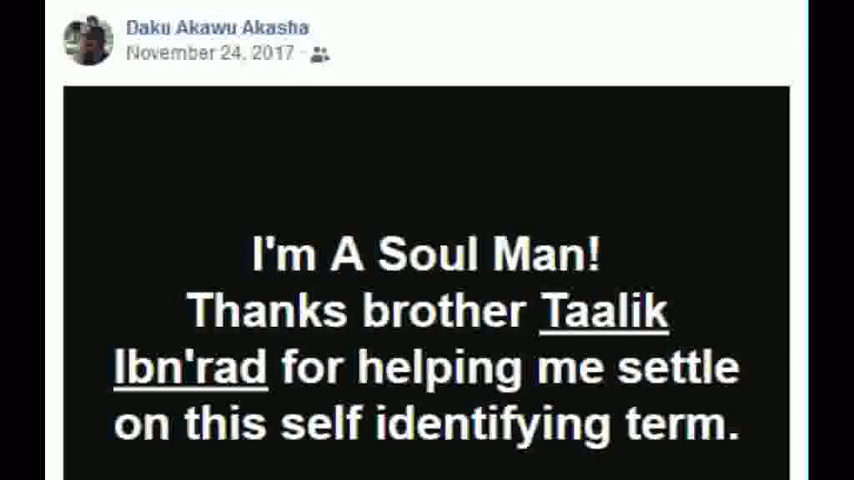 Daku Akawu Akasha
November 24, 2017 ·
I'm A Soul Man!
Thanks brother Taalik
Ibn'rad for helping me settle
on this self identifying term.